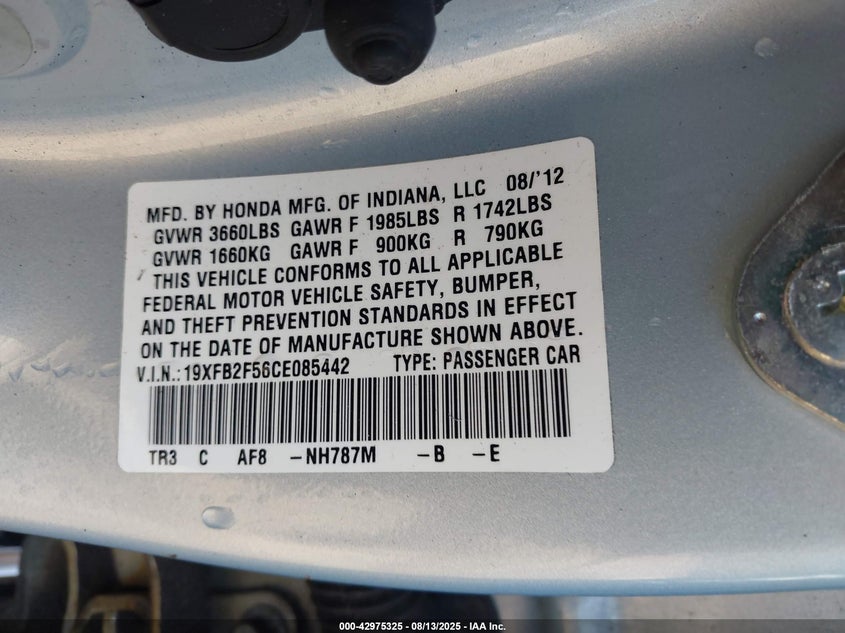 MFD. BY HONDA MFG. OF INDIANA, LLC 08/'12
GVWR 3660LBS GAWR F 1985LBS R 1742LBS
GVWR 1660KG GAWR F 900KG R 790KG
THIS VEHICLE CONFORMS TO ALL APPLICABLE
FEDERAL MOTOR VEHICLE SAFETY, BUMPER,
AND THEFT PREVENTION STANDARDS IN EFFECT
ON THE DATE OF MANUFACTURE SHOWN ABOVE.
V.I.N.:19XFB2F56CE085442 TYPE: PASSENGER CAR
TR3 C AF8 -NH787M -B -E
000-42975325 - 08/13/2025 - IAA Inc.